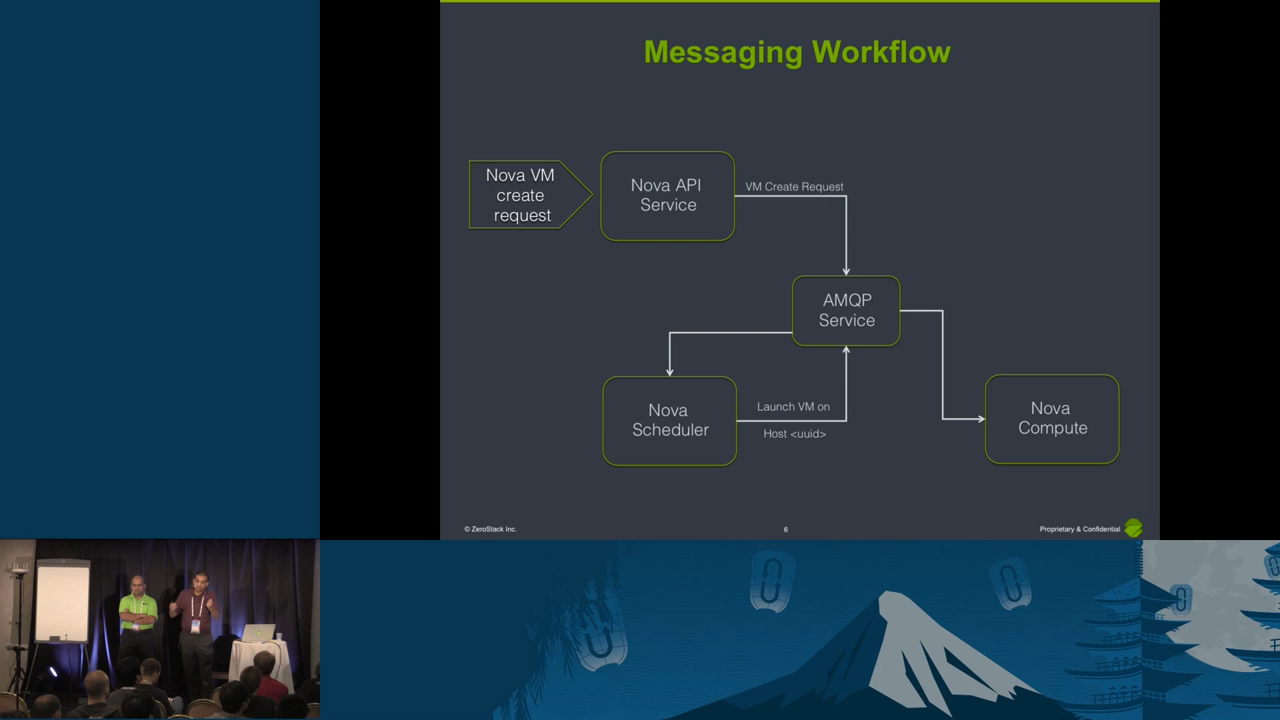 Messaging Workflow
Nova VM
create
request
Nova API
Service
VM Create Request
AMQP
Service
Nova
Scheduler
Launch VM on
Host <uuid>
Nova
Compute
© ZeroStack Inc.
6
Proprietary & Confidential